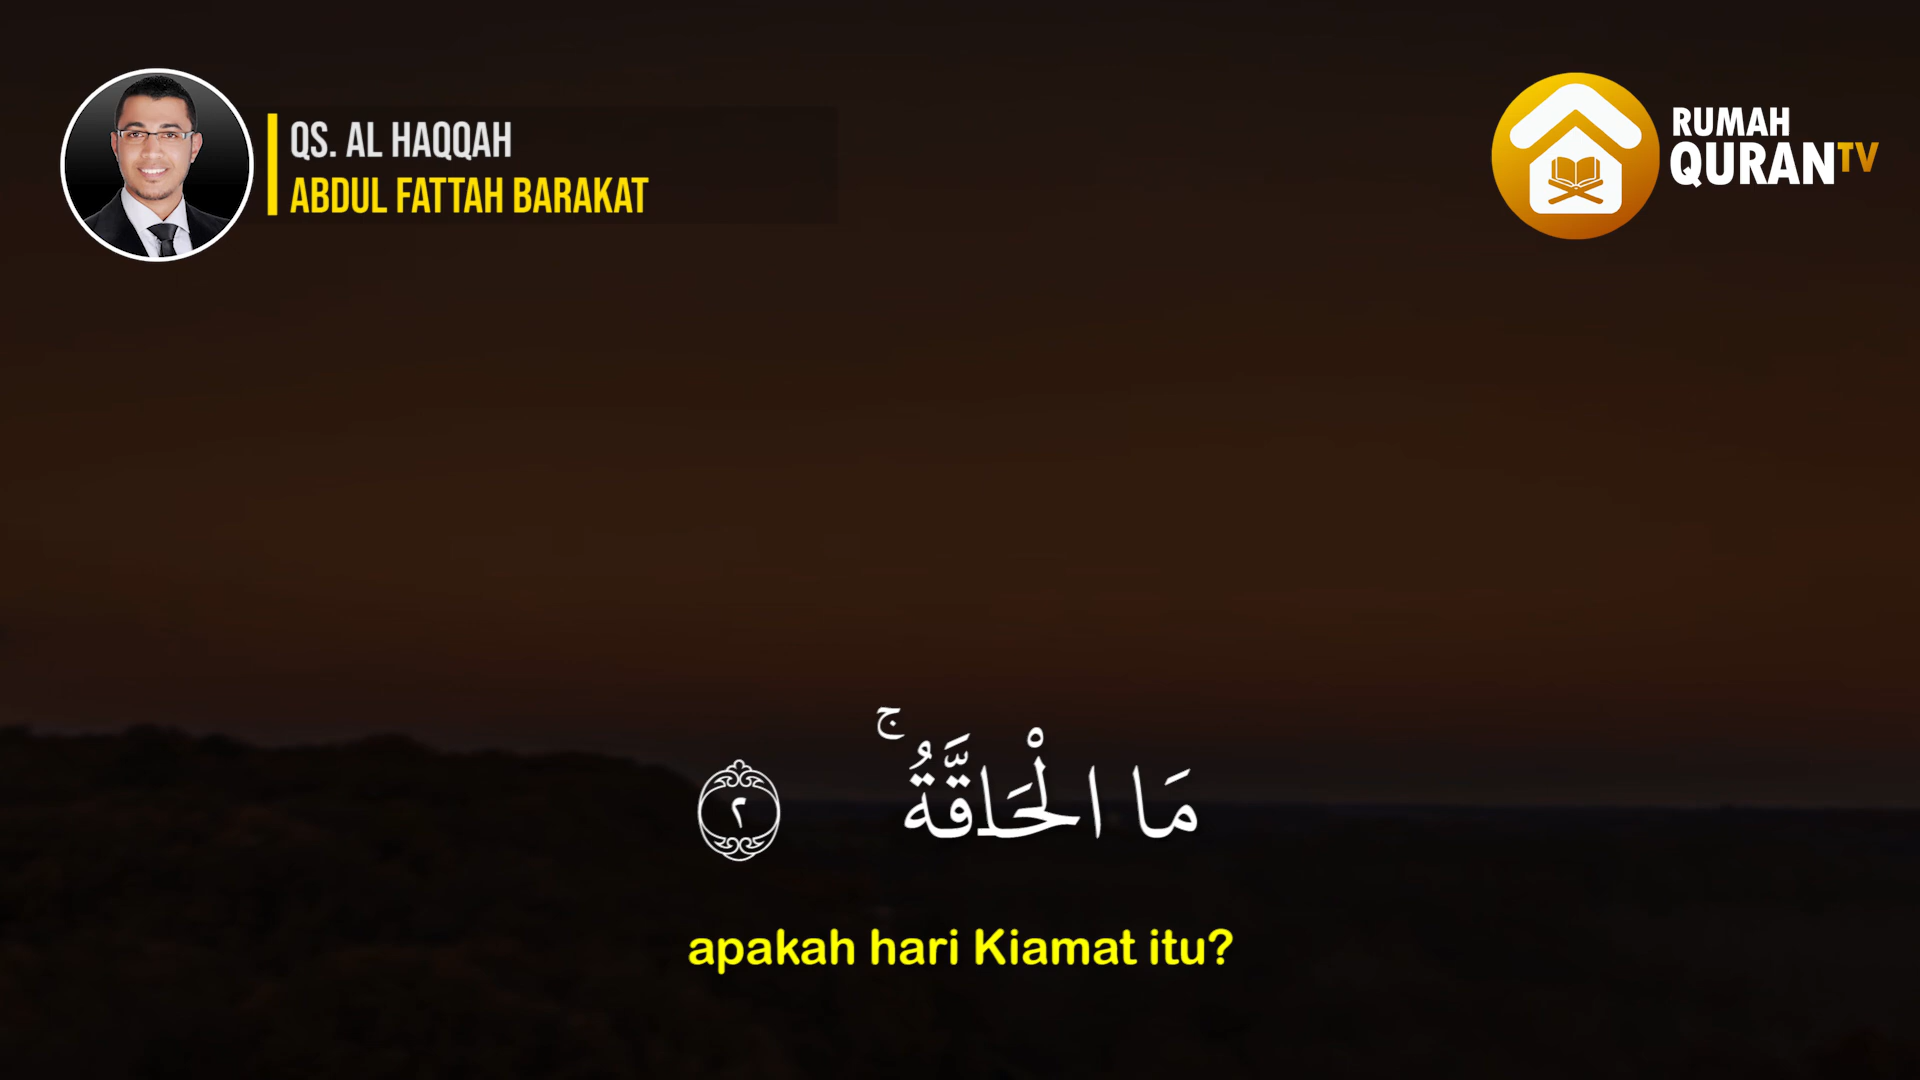 QS. AL HAQQAH
ABDUL FATTAH BARAKAT
RUMAH
QURANTV
مَا الْحَاقَّةُ ۚ ٢
apakah hari Kiamat itu?